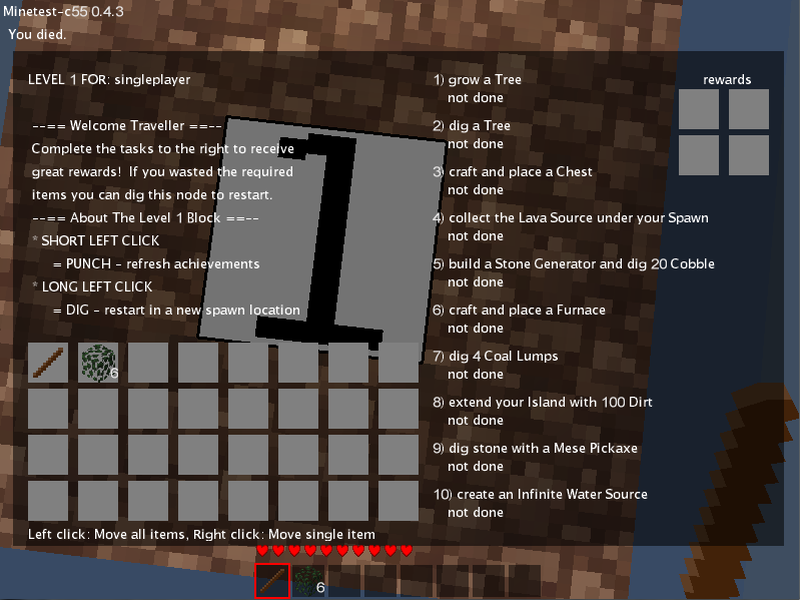 Minetest-c55 0.4.3
You died.
LEVEL 1 FOR: singleplayer
--== Welcome Traveller ==--
Complete the tasks to the right to receive
great rewards! If you wasted the required
items you can dig this node to restart.
--== About The Level 1 Block ==--
* SHORT LEFT CLICK
= PUNCH - refresh achievements
* LONG LEFT CLICK
= DIG - restart in a new spawn location
1
1) grow a Tree
not done
2) dig a Tree
not done
3) craft and place a Chest
not done
4) collect the Lava Source under your Spawn
not done
5) build a Stone Generator and dig 20 Cobble
not done
6) craft and place a Furnace
not done
7) dig 4 Coal Lumps
not done
8) extend your Island with 100 Dirt
not done
9) dig stone with a Mese Pickaxe
not done
10) create an Infinite Water Source
not done
rewards
6
Left click: Move all items, Right click: Move single item
6